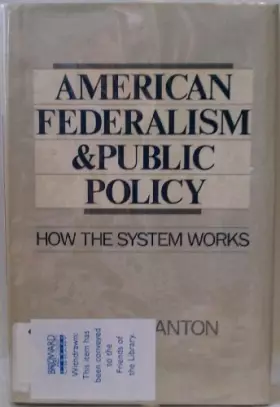 AMERICAN
FEDERALISM
&PUBLIC
POLICY
HOW THE SYSTEM WORKS
ANTON
BROWARD
Withdrawn:
This item has
been conveyed
to the
Friends of
the Library.